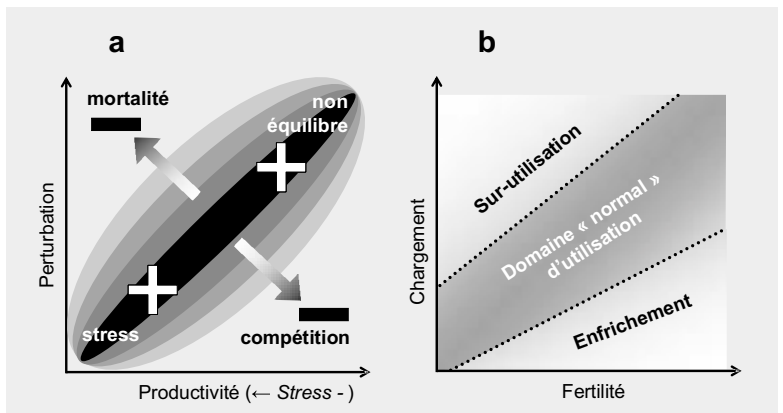 a
mortalité
non
équilibre
stress
compétition
Perturbation
Productivité (← Stress - )
b
Sur-utilisation
Domaine « normal »
d'utilisation
Enfrichement
Chargement
Fertilité